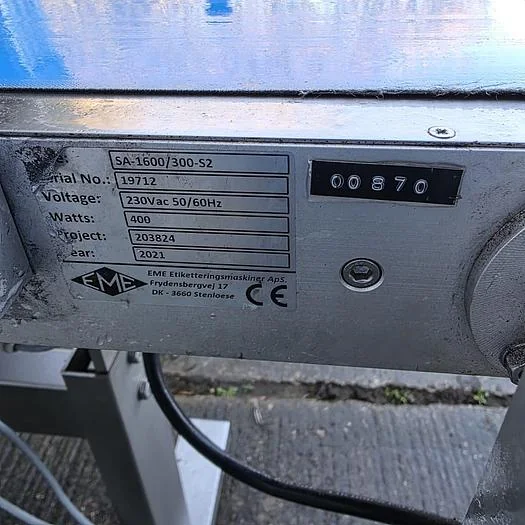 SA-1600/300-S2
rial No.: 19712
Voltage: 230Vac 50/60Hz
Watts: 400
Project: 203824
ear: 2021
EME
EME Etiketteringsmaskiner ApS.
Frydensbergvej 17
DK - 3660 Stenloese
CE
00870